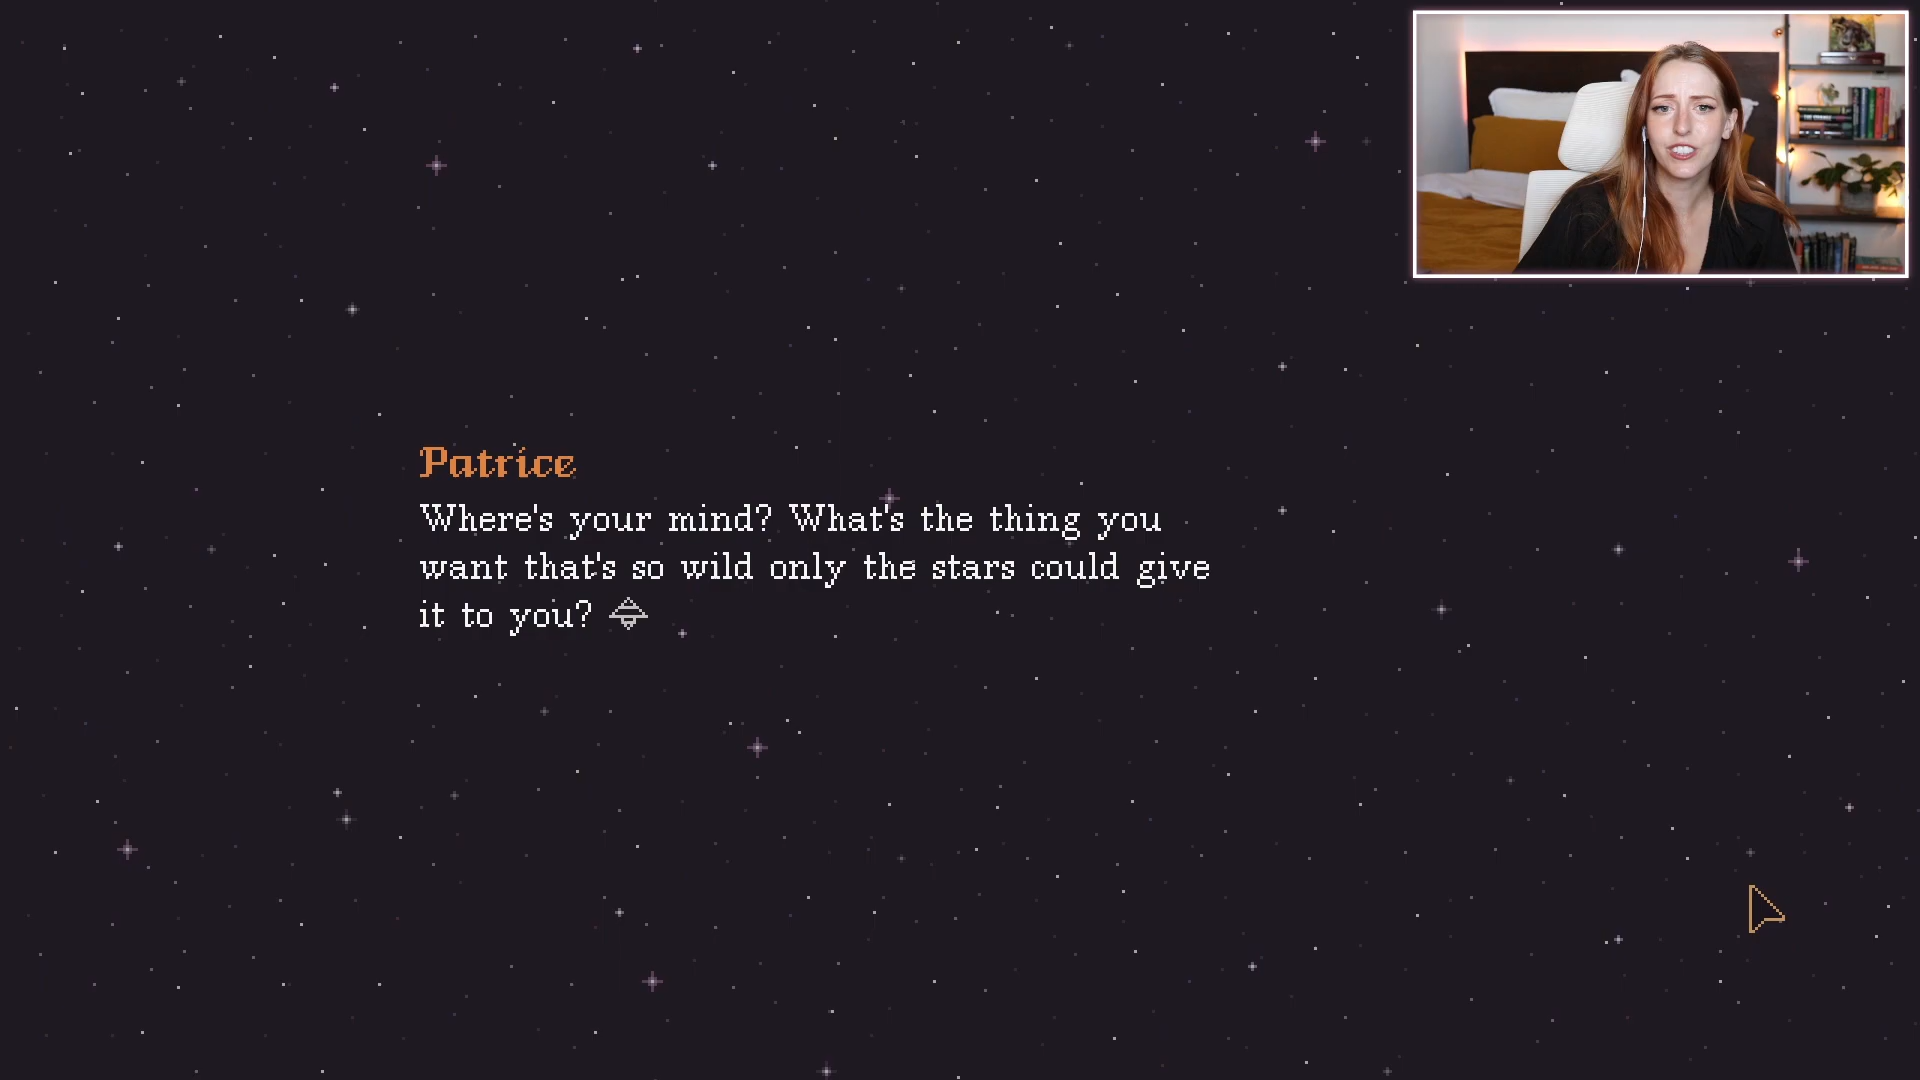 Patrice
Where's your mind? What's the thing you
want that's so wild only the stars could give
it to you?